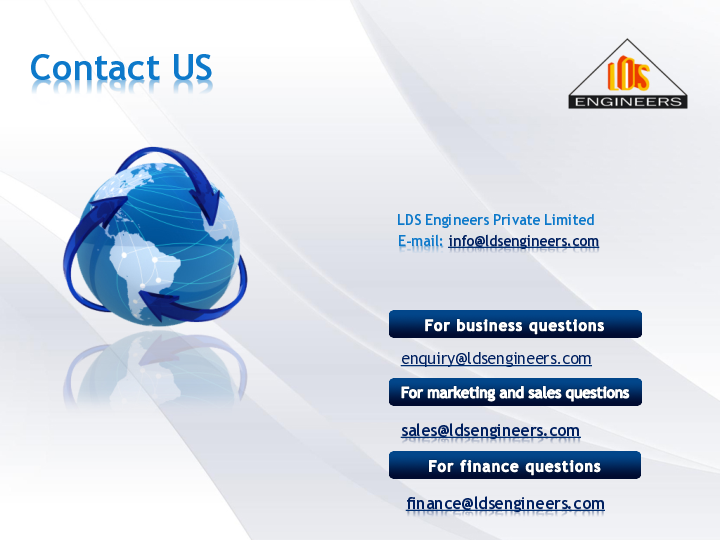 Contact US
LDS
ENGINEERS
LDS Engineers Private Limited
E-mail: info@ldsengineers.com
For business questions
enquiry@ldsengineers.com
For marketing and sales questions
sales@ldsengineers.com
For finance questions
finance@ldsengineers.com